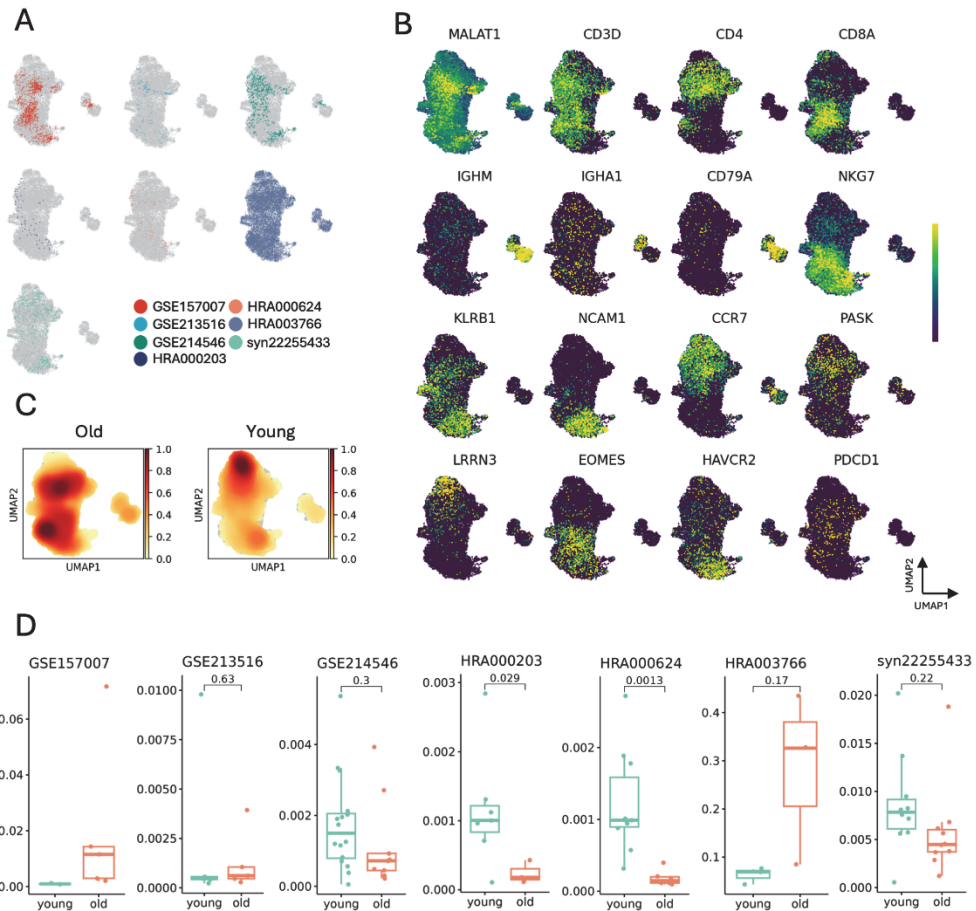 A
GSE157007
GSE213516
GSE214546
HRA000203
HRA000624
HRA003766
syn22255433
B
MALAT1 CD3D CD4 CD8A
IGHM IGHA1 CD79A NKG7
KLRB1 NCAM1 CCR7 PASK
LRRN3 EOMES HAVCR2 PDCD1
UMAP2
UMAP1
C
Old Young
1.0 1.0
0.8 0.8
0.6 0.6
0.4 0.4
0.2 0.2
0.0 0.0
UMAP2 UMAP2
UMAP1 UMAP1
D
GSE157007
0.06
0.04
0.02
0.00
young old
GSE213516
0.63
0.0100
0.0075
0.0050
0.0025
0.0000
young old
GSE214546
0.3
0.004
0.002
0.000
young old
HRA000203
0.029
0.003
0.002
0.001
0.000
young old
HRA000624
0.0013
0.002
0.001
0.000
young old
HRA003766
0.17
0.4
0.3
0.2
0.1
young old
syn22255433
0.22
0.020
0.015
0.010
0.005
0.000
young old